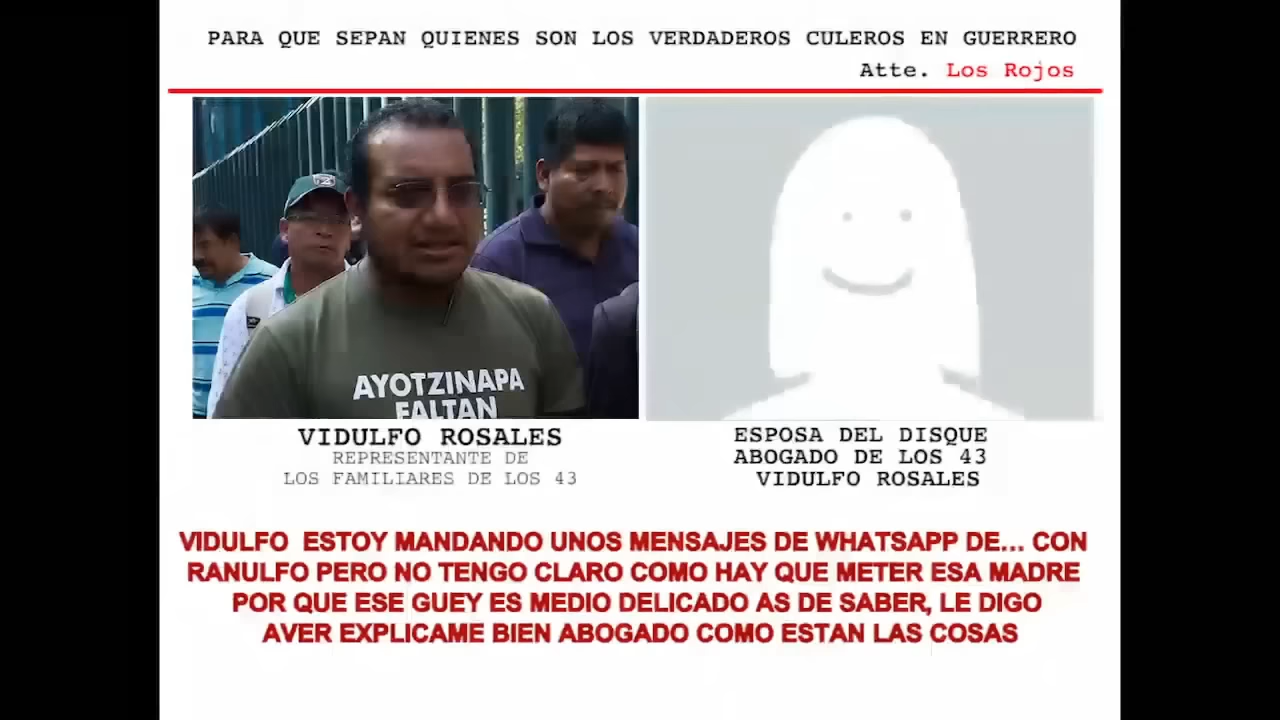 PARA QUE SEPAN QUIENES SON LOS VERDADEROS CULEROS EN GUERRERO
Atte. Los Rojos
AYOTZINAPA
FALTAN
VIDULFO ROSALES
REPRESENTANTE DE
LOS FAMILIARES DE LOS 43
ESPOSA DEL DISQUE
ABOGADO DE LOS 43
VIDULFO ROSALES
VIDULFO ESTOY MANDANDO UNOS MENSAJES DE WHATSAPP DE... CON
RANULFO PERO NO TENGO CLARO COMO HAY QUE METER ESA MADRE
POR QUE ESE GUEY ES MEDIO DELICADO AS DE SABER, LE DIGO
AVER EXPLICAME BIEN ABOGADO COMO ESTAN LAS COSAS